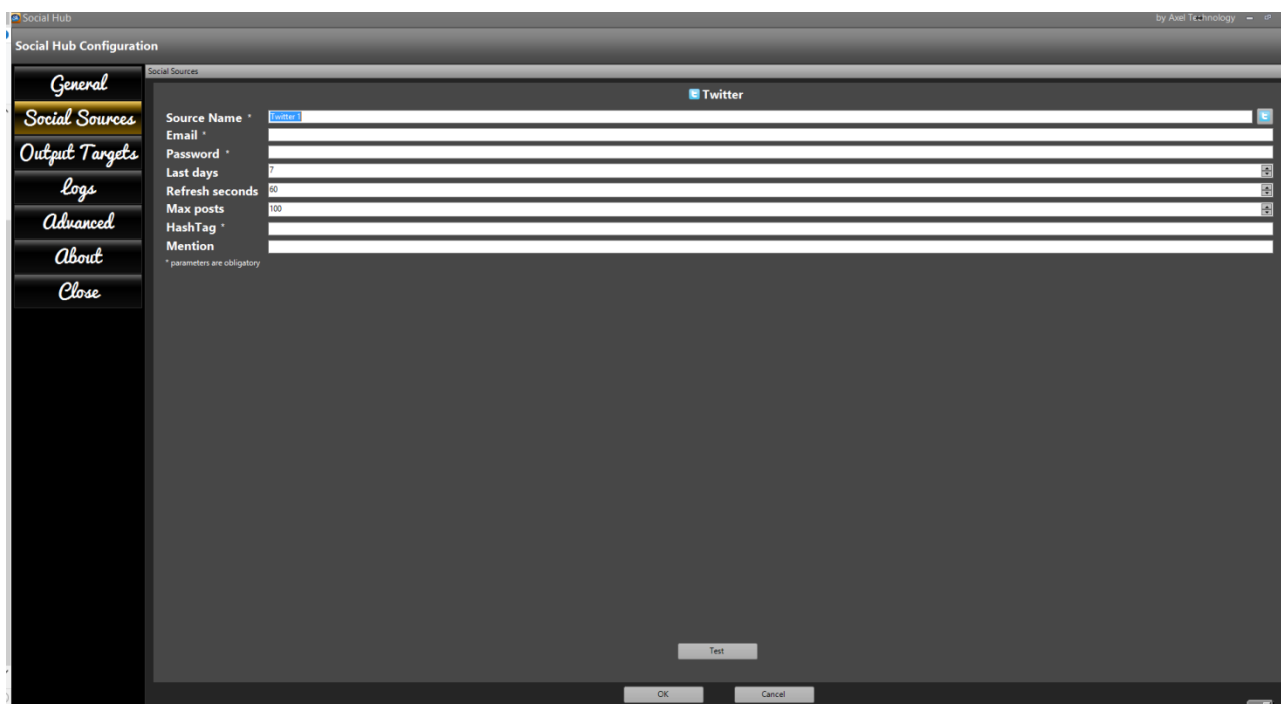 Social Hub by Axel Technology
Social Hub Configuration
General
Social Sources
Output Targets
Logs
Advanced
About
Close
Social Sources
Twitter
Source Name * Twitter 1
Email *
Password *
Last days 7
Refresh seconds 60
Max posts 100
HashTag *
Mention
* parameters are obligatory
Test
OK Cancel